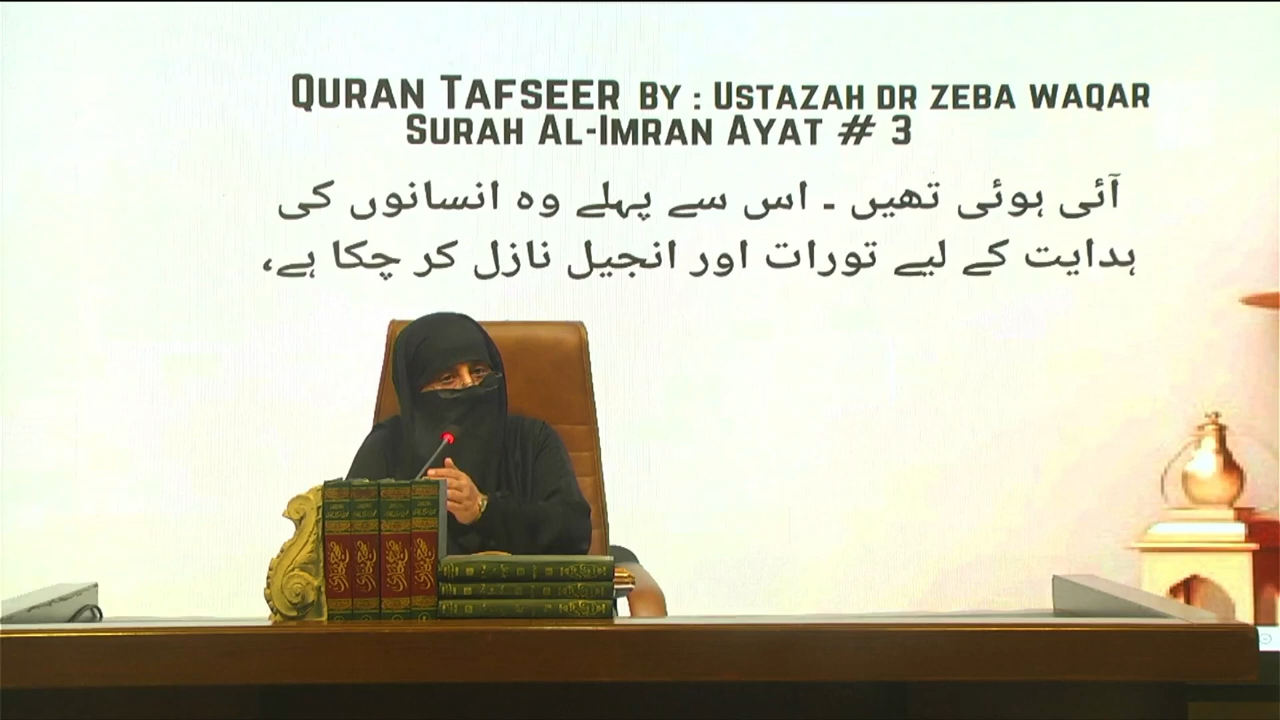 QURAN TAFSEER BY : USTAZAH DR ZEBA WAQAR
SURAH AL-IMRAN AYAT # 3
آئی ہوئی تھیں ۔ اس سے پہلے وہ انسانوں کی
ہدایت کے لیے تورات اور انجیل نازل کر چکا ہے،